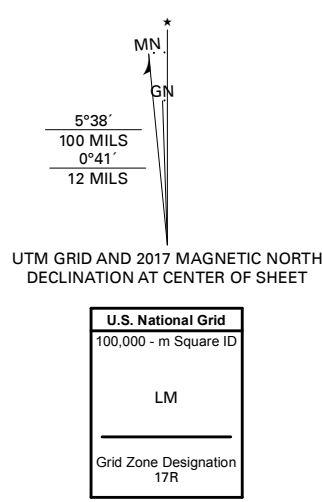 ★
MN
GN
5°38´
100 MILS
0°41´
12 MILS
UTM GRID AND 2017 MAGNETIC NORTH
DECLINATION AT CENTER OF SHEET
U.S. National Grid
100,000 - m Square ID
LM
Grid Zone Designation
17R